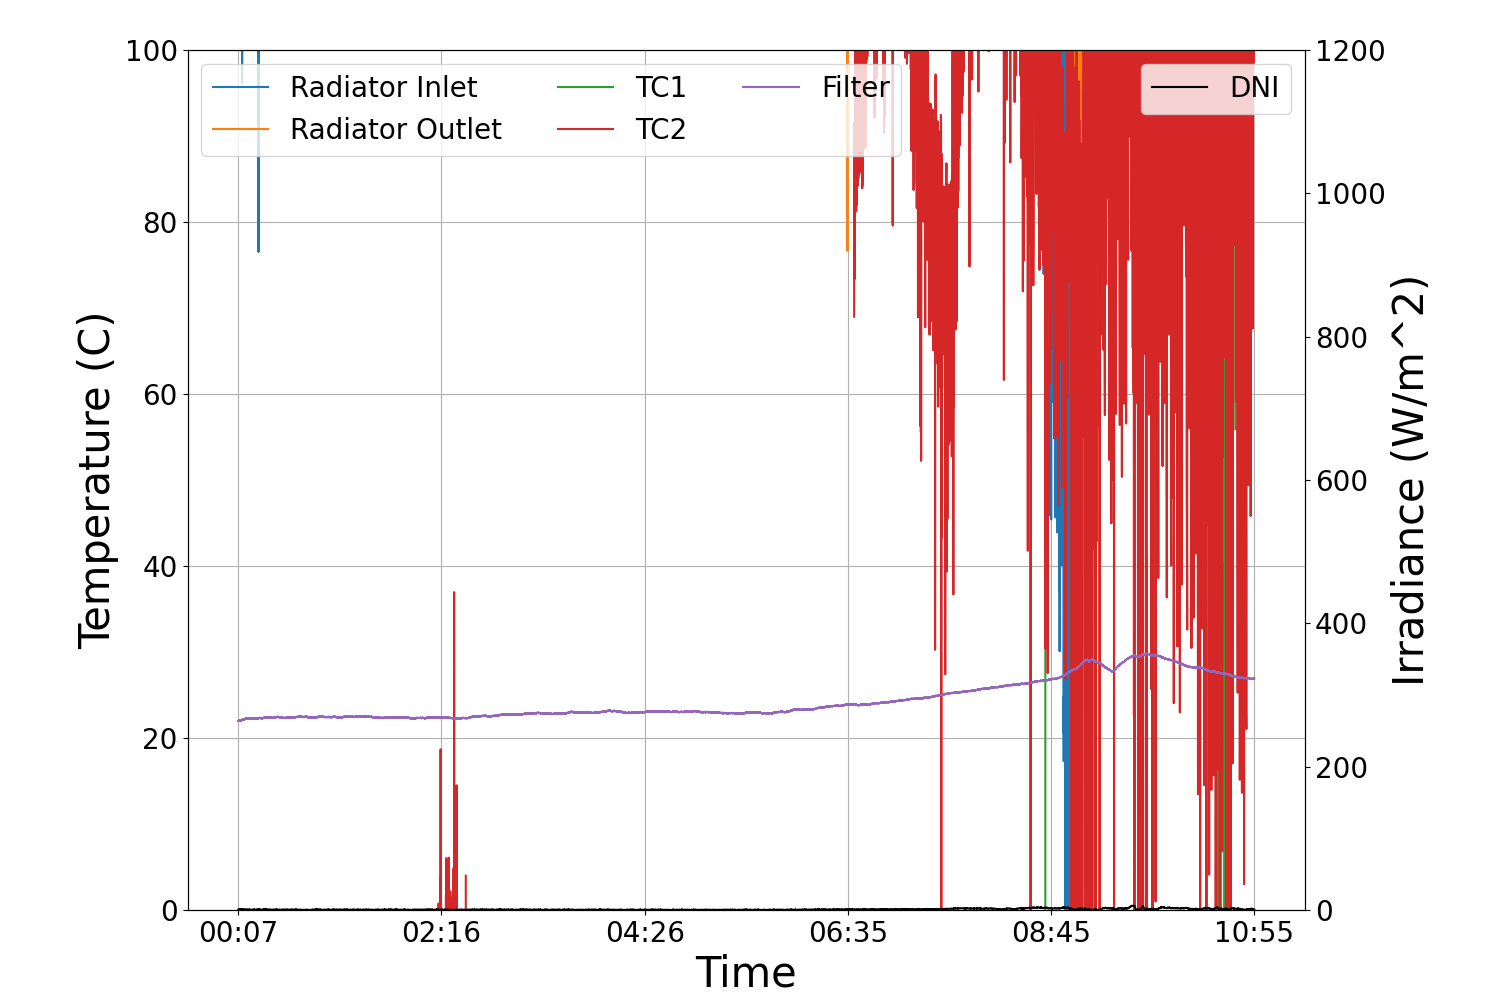 100
80
60
40
20
0
Temperature (C)
Radiator Inlet
Radiator Outlet
TC1
TC2
Filter
DNI
1200
1000
800
600
400
200
0
Irradiance (W/m^2)
00:07 02:16 04:26 06:35 08:45 10:55
Time